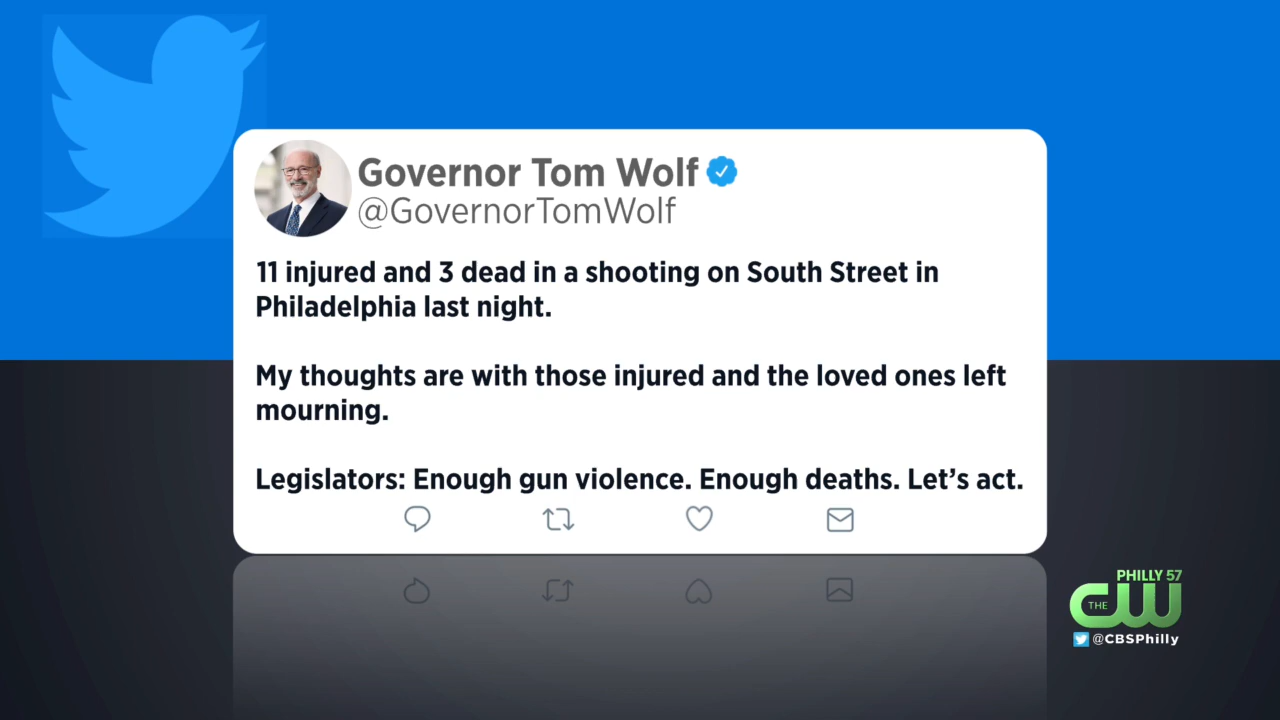 Governor Tom Wolf
@GovernorTomWolf
11 injured and 3 dead in a shooting on South Street in
Philadelphia last night.
My thoughts are with those injured and the loved ones left
mourning.
Legislators: Enough gun violence. Enough deaths. Let’s act.
PHILLY 57
THE CW
@CBSPhilly